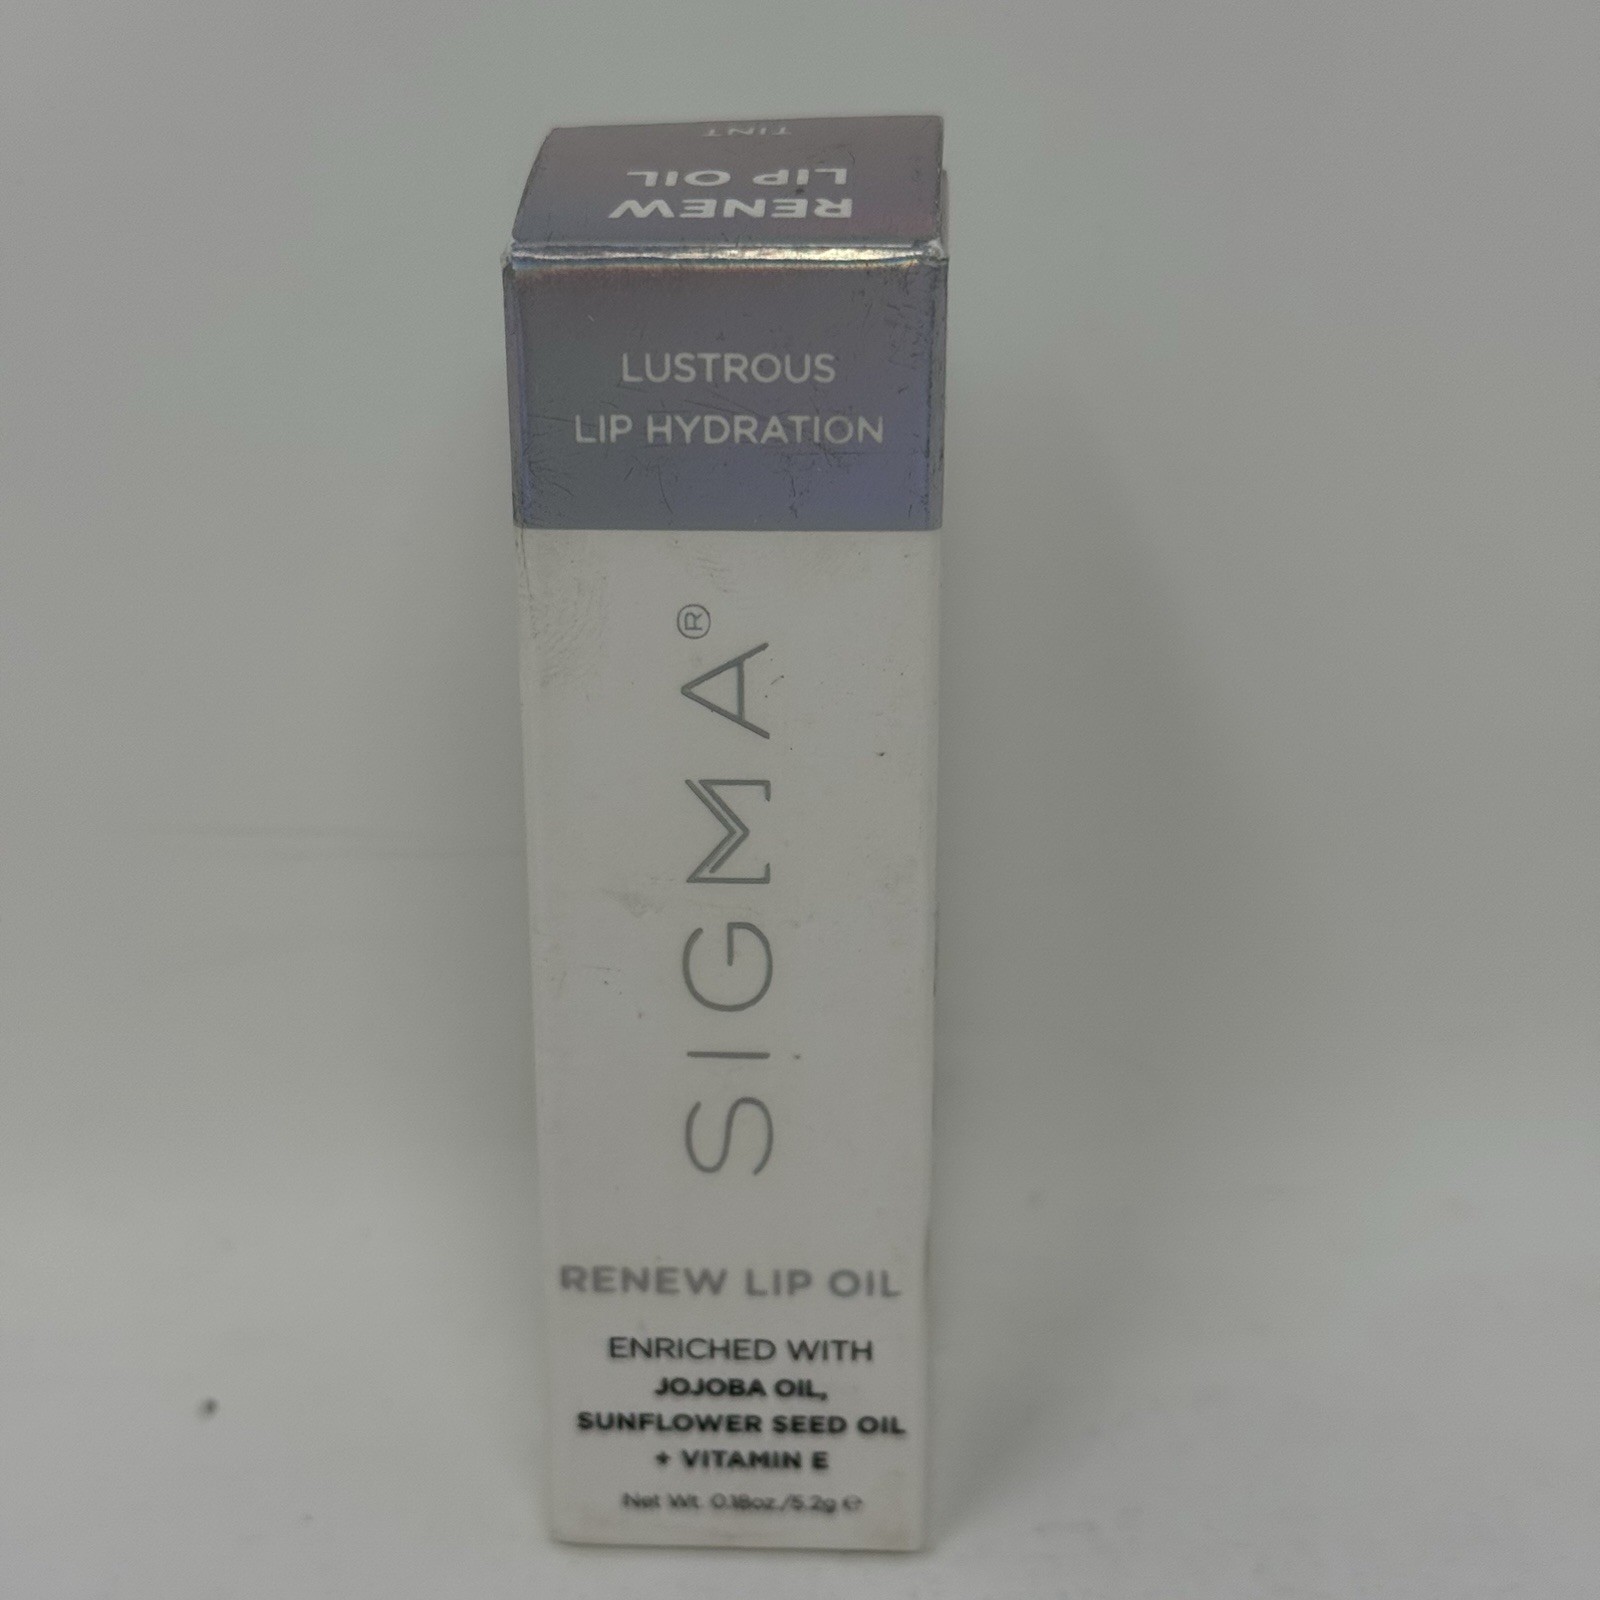 RENEW
LIP OIL
TINT
LUSTROUS
LIP HYDRATION
SIGMA®
RENEW LIP OIL
ENRICHED WITH
JOJOBA OIL,
SUNFLOWER SEED OIL
+ VITAMIN E
Net Wt. 0.18oz./5.2g ℮